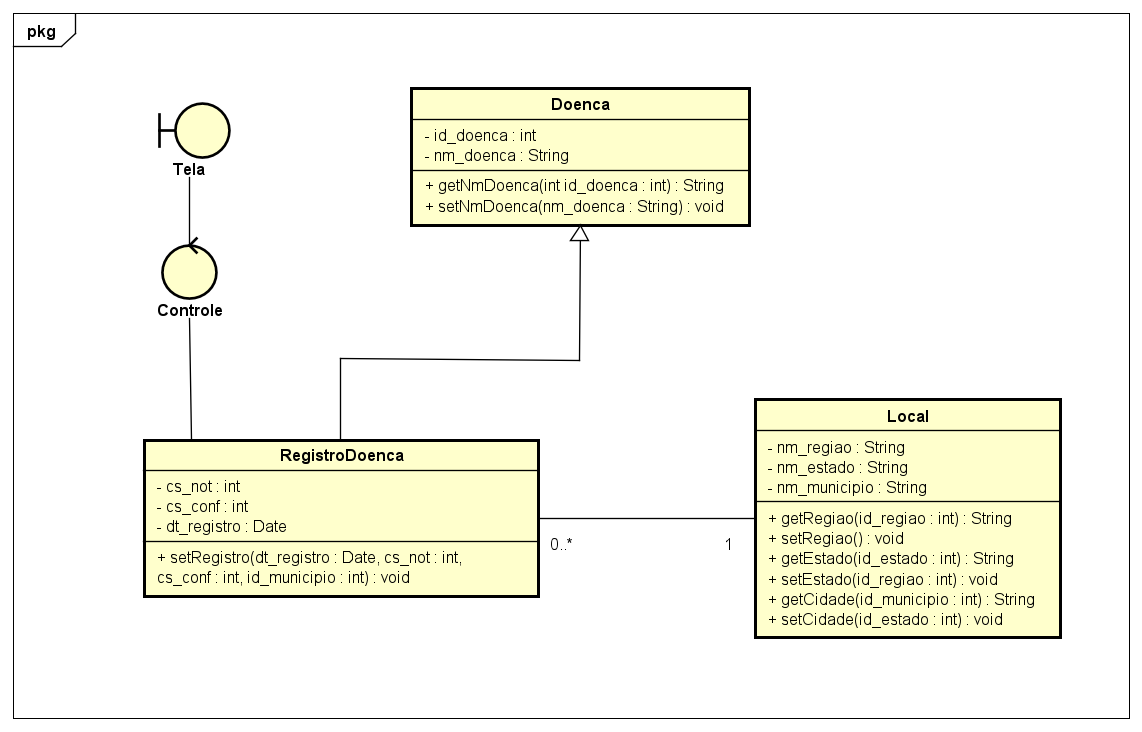 pkg
Tela
Controle
Doenca
- id_doenca : int
- nm_doenca : String
+ getNmDoenca(int id_doenca : int) : String
+ setNmDoenca(nm_doenca : String) : void
RegistroDoenca
- cs_not : int
- cs_conf : int
- dt_registro : Date
+ setRegistro(dt_registro : Date, cs_not : int,
cs_conf : int, id_municipio : int) : void
0..*
1
Local
- nm_regiao : String
- nm_estado : String
- nm_municipio : String
+ getRegiao(id_regiao : int) : String
+ setRegiao() : void
+ getEstado(id_estado : int) : String
+ setEstado(id_regiao : int) : void
+ getCidade(id_municipio : int) : String
+ setCidade(id_estado : int) : void